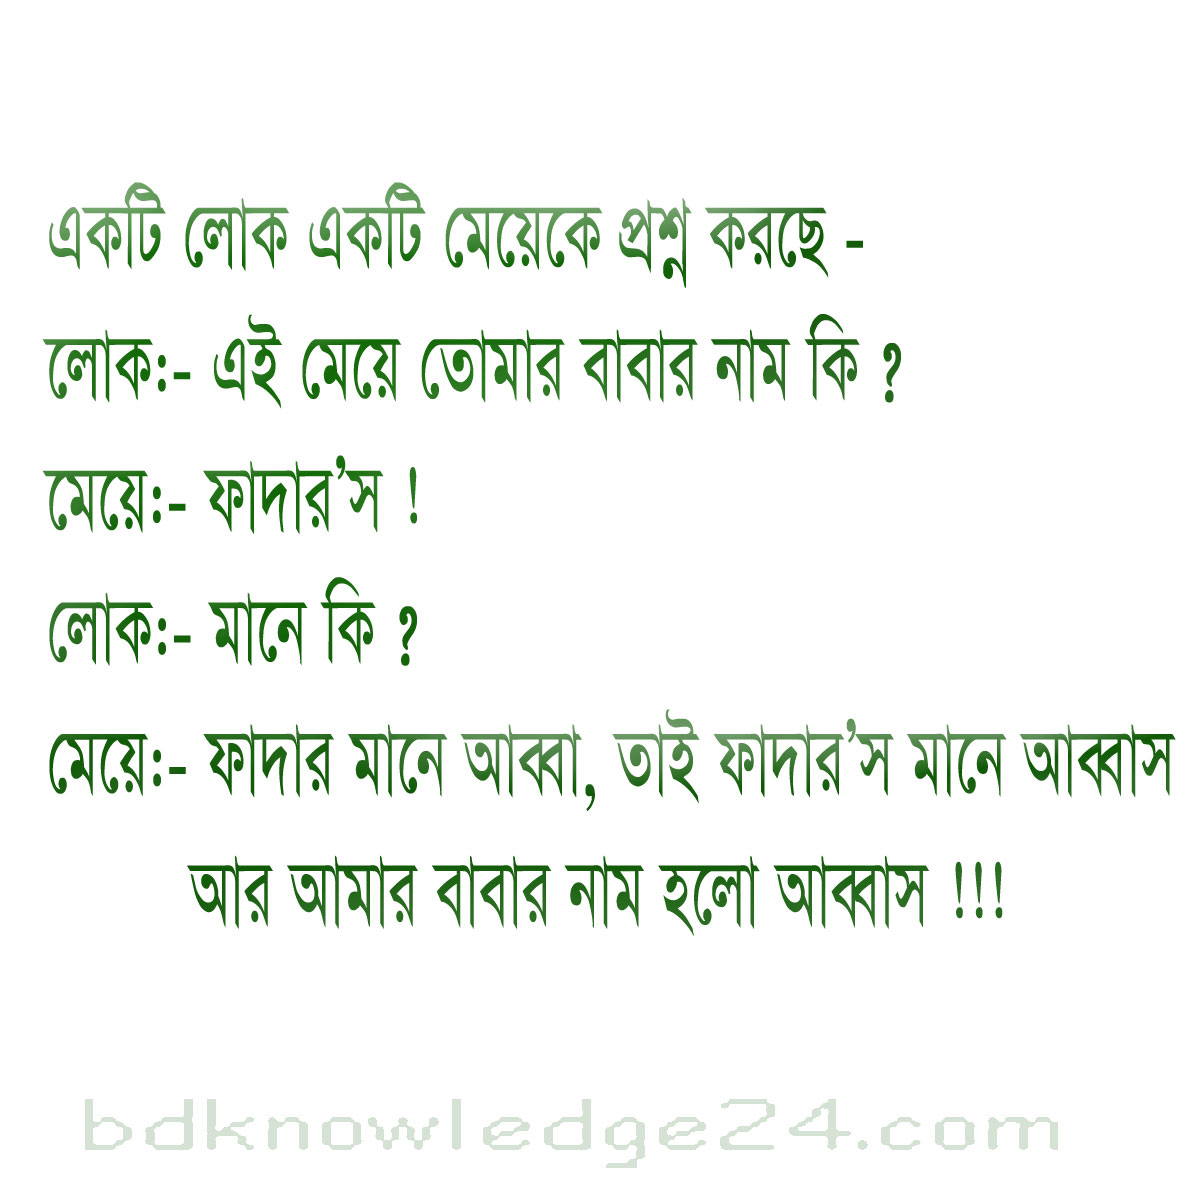 একটি লোক একটি মেয়েকে প্রশ্ন করছে -
লোক:- এই মেয়ে তোমার বাবার নাম কি ?
মেয়ে:- ফাদার’স !
লোক:- মানে কি ?
মেয়ে:- ফাদার মানে আব্বা, তাই ফাদার’স মানে আব্বাস
আর আমার বাবার নাম হলো আব্বাস !!!
bdknowledge24.com